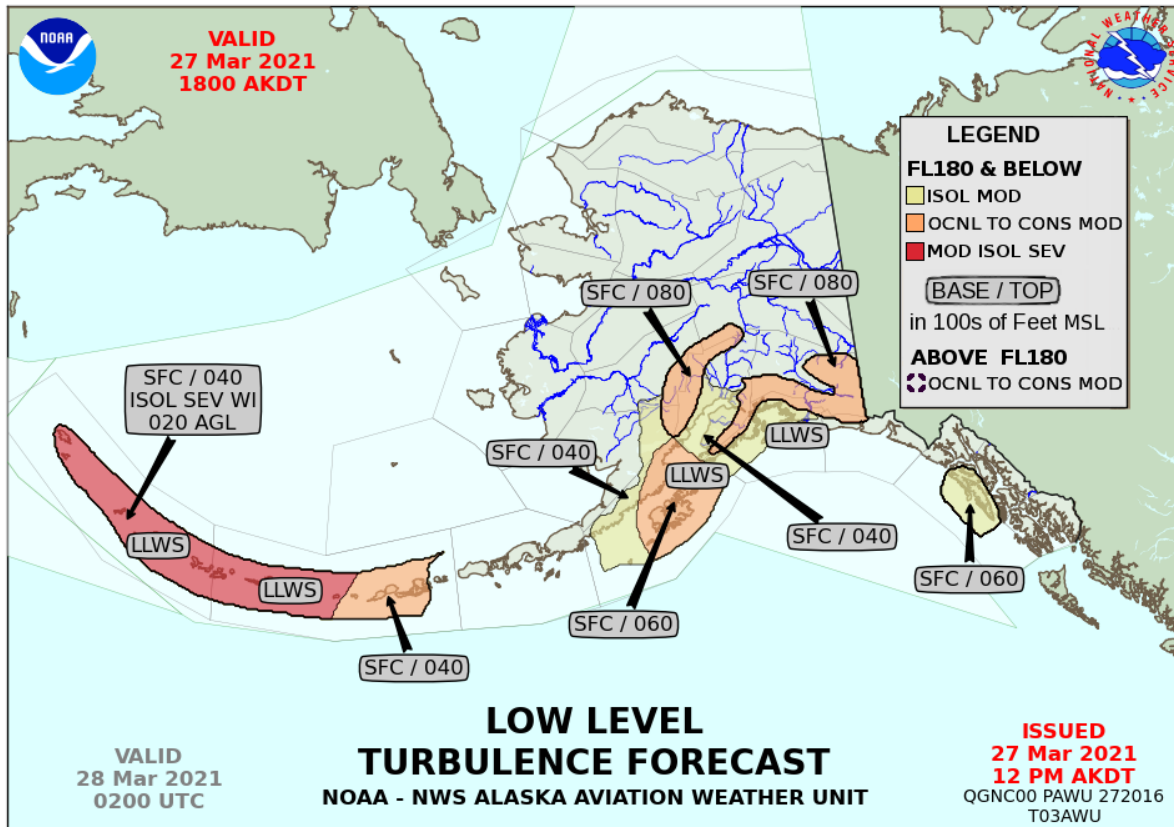 NOAA
VALID
27 Mar 2021
1800 AKDT
NATIONAL WEATHER SERVICE
LEGEND
FL180 & BELOW
ISOL MOD
OCNL TO CONS MOD
MOD ISOL SEV
BASE / TOP
in 100s of Feet MSL
ABOVE FL180
OCNL TO CONS MOD
SFC / 080
SFC / 080
SFC / 040
ISOL SEV WI
020 AGL
SFC / 040
LLWS
LLWS
LLWS
LLWS
SFC / 040
SFC / 060
SFC / 060
SFC / 040
LOW LEVEL
TURBULENCE FORECAST
NOAA - NWS ALASKA AVIATION WEATHER UNIT
VALID
28 Mar 2021
0200 UTC
ISSUED
27 Mar 2021
12 PM AKDT
QGNC00 PAWU 272016
T03AWU